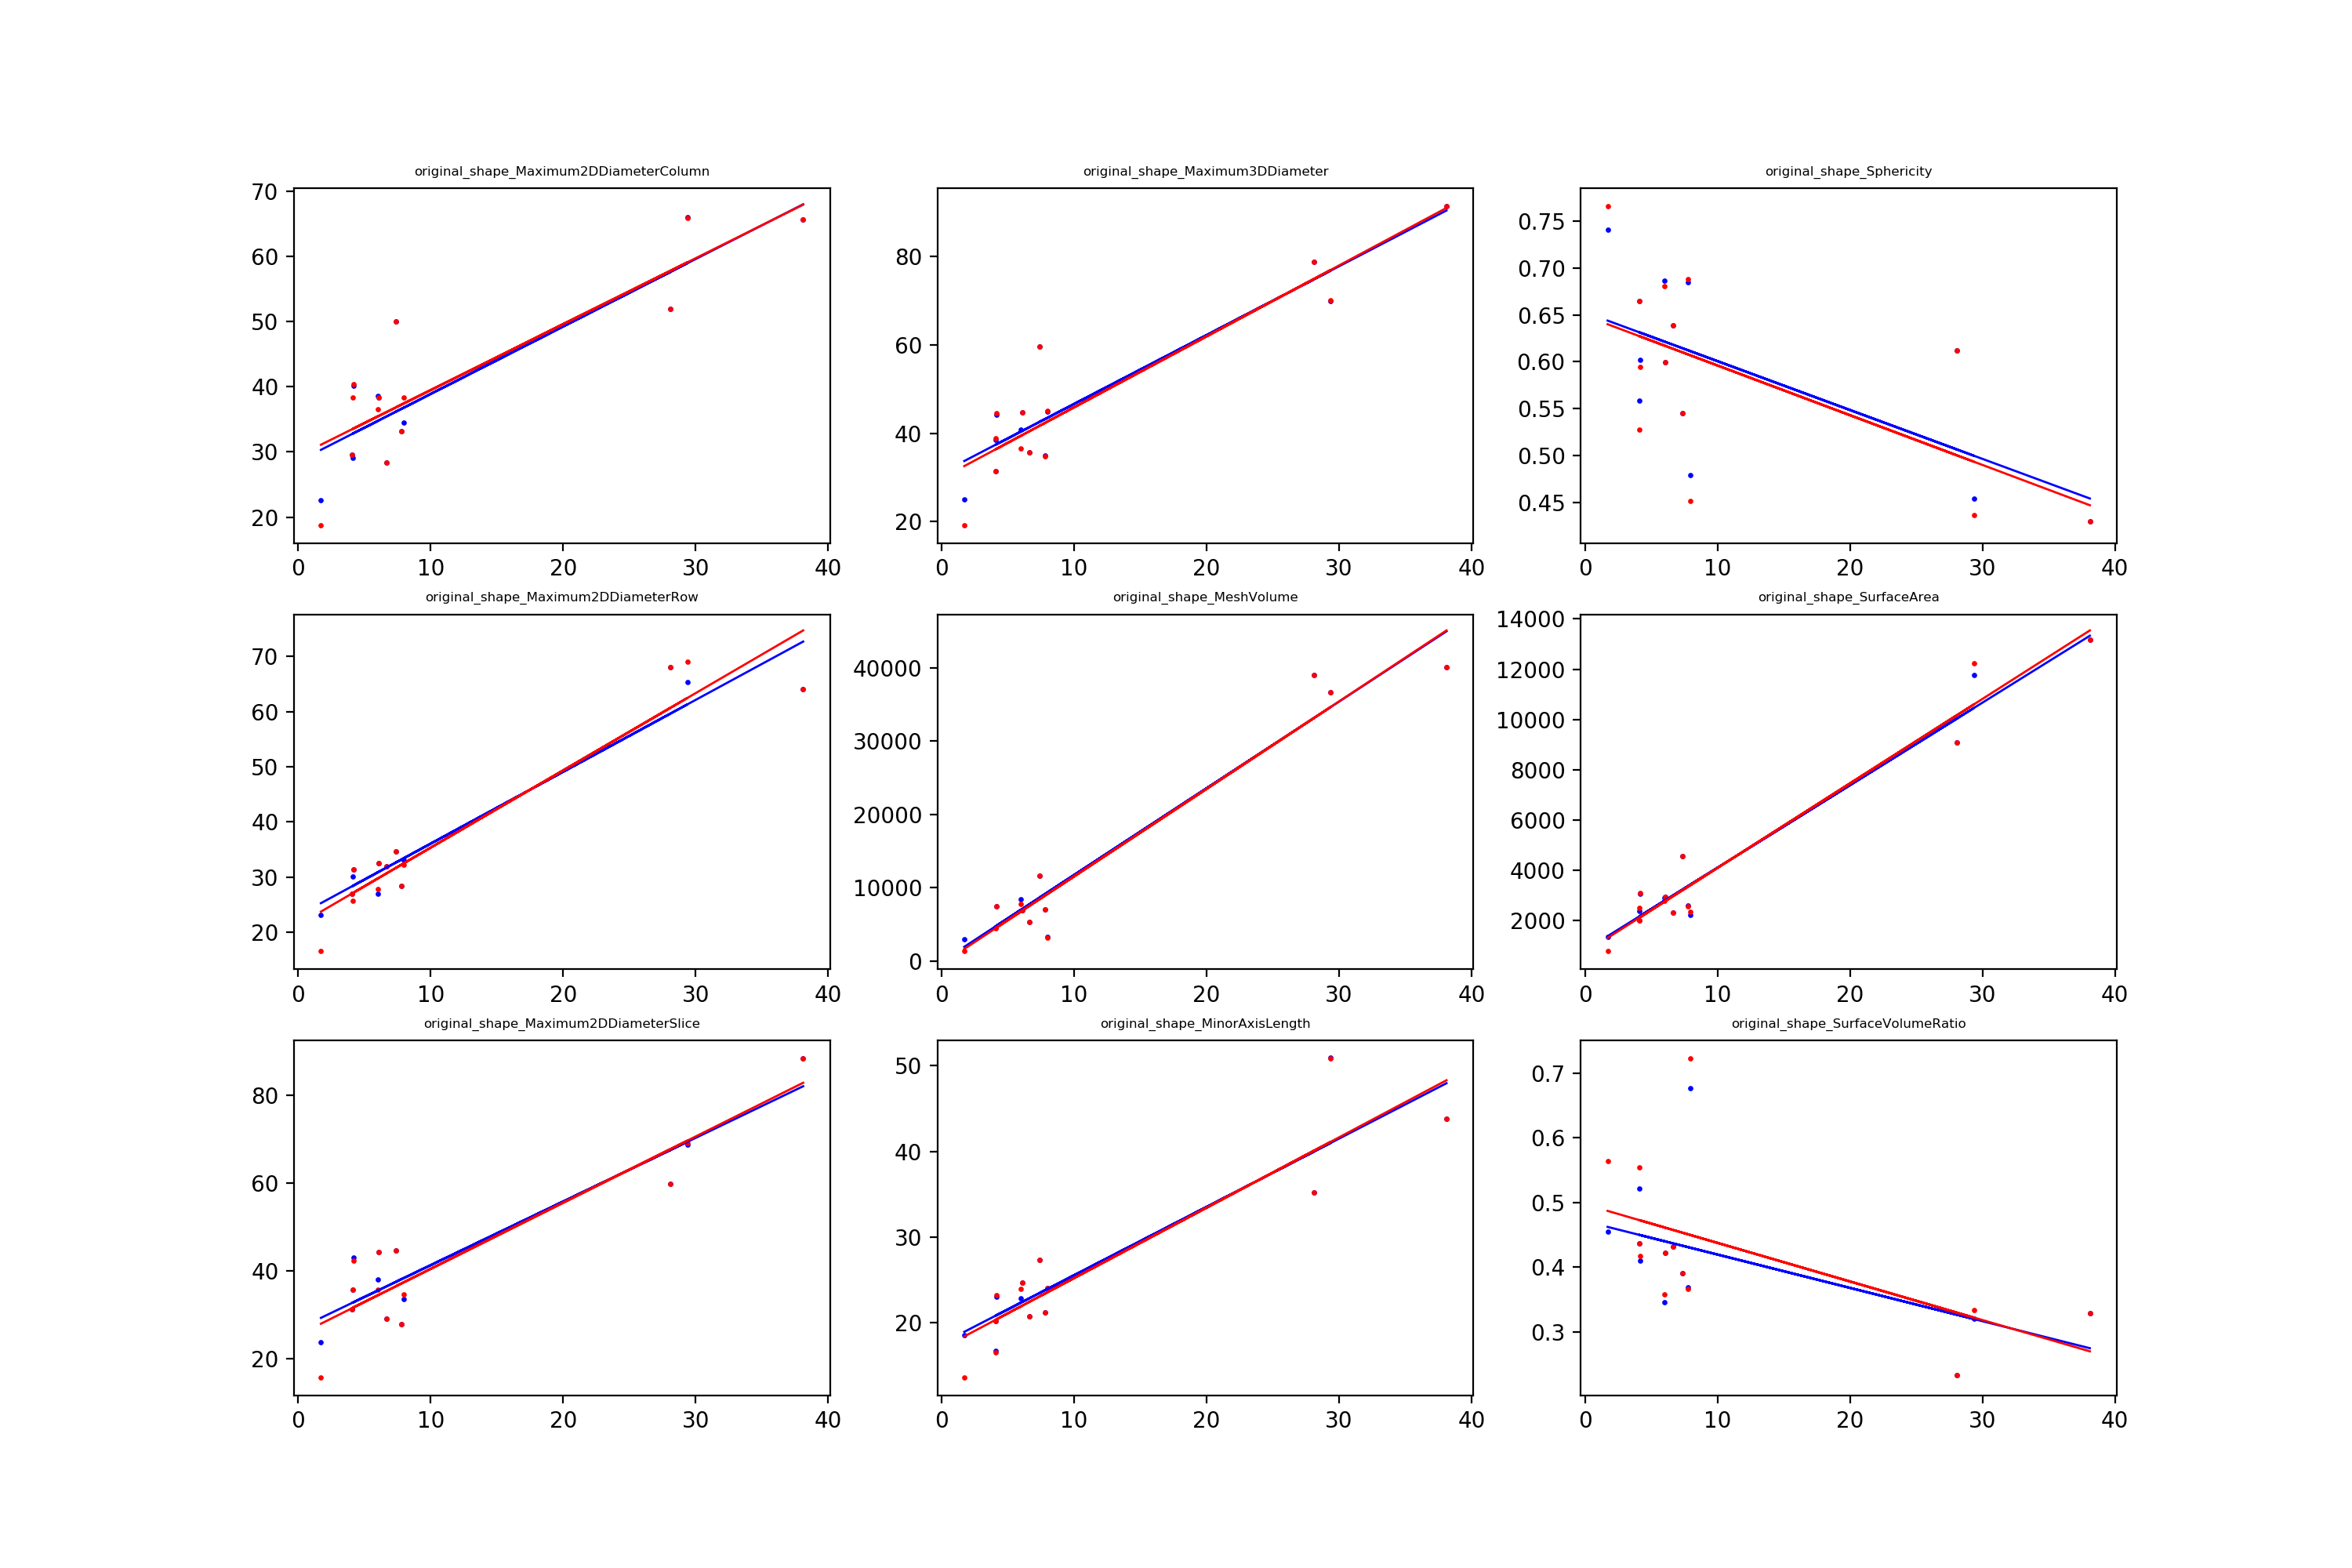 original_shape_Maximum2DDiameterColumn
70
60
50
40
30
20
0 10 20 30 40
original_shape_Maximum3DDiameter
80
60
40
20
0 10 20 30 40
original_shape_Sphericity
0.75
0.70
0.65
0.60
0.55
0.50
0.45
0 10 20 30 40
original_shape_Maximum2DDiameterRow
70
60
50
40
30
20
0 10 20 30 40
original_shape_MeshVolume
40000
30000
20000
10000
0
0 10 20 30 40
original_shape_SurfaceArea
14000
12000
10000
8000
6000
4000
2000
0 10 20 30 40
original_shape_Maximum2DDiameterSlice
80
60
40
20
0 10 20 30 40
original_shape_MinorAxisLength
50
40
30
20
0 10 20 30 40
original_shape_SurfaceVolumeRatio
0.7
0.6
0.5
0.4
0.3
0 10 20 30 40